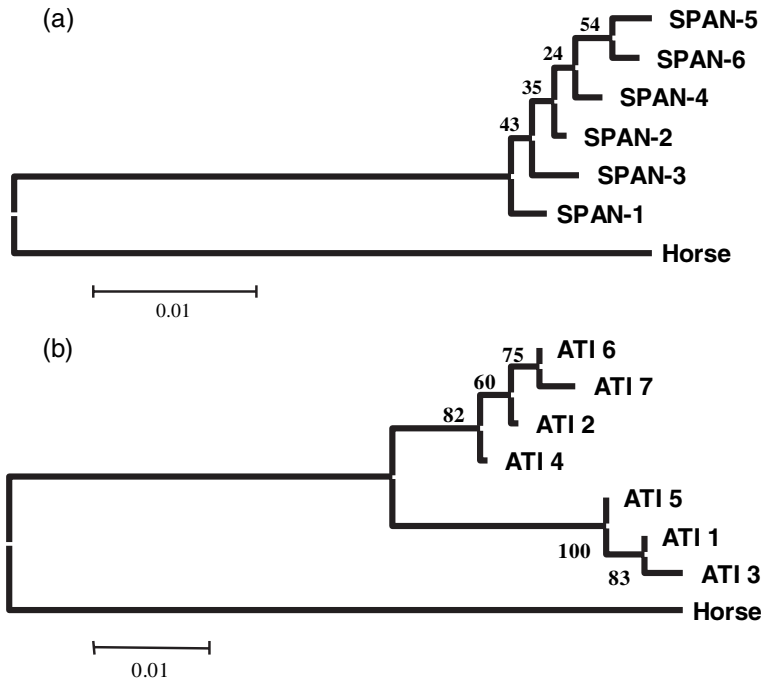 (a)
54
SPAN-5
24
SPAN-6
35
SPAN-4
43
SPAN-2
SPAN-3
SPAN-1
Horse
0.01
(b)
75
ATI 6
60
ATI 7
82
ATI 2
ATI 4
ATI 5
100
ATI 1
83
ATI 3
Horse
0.01